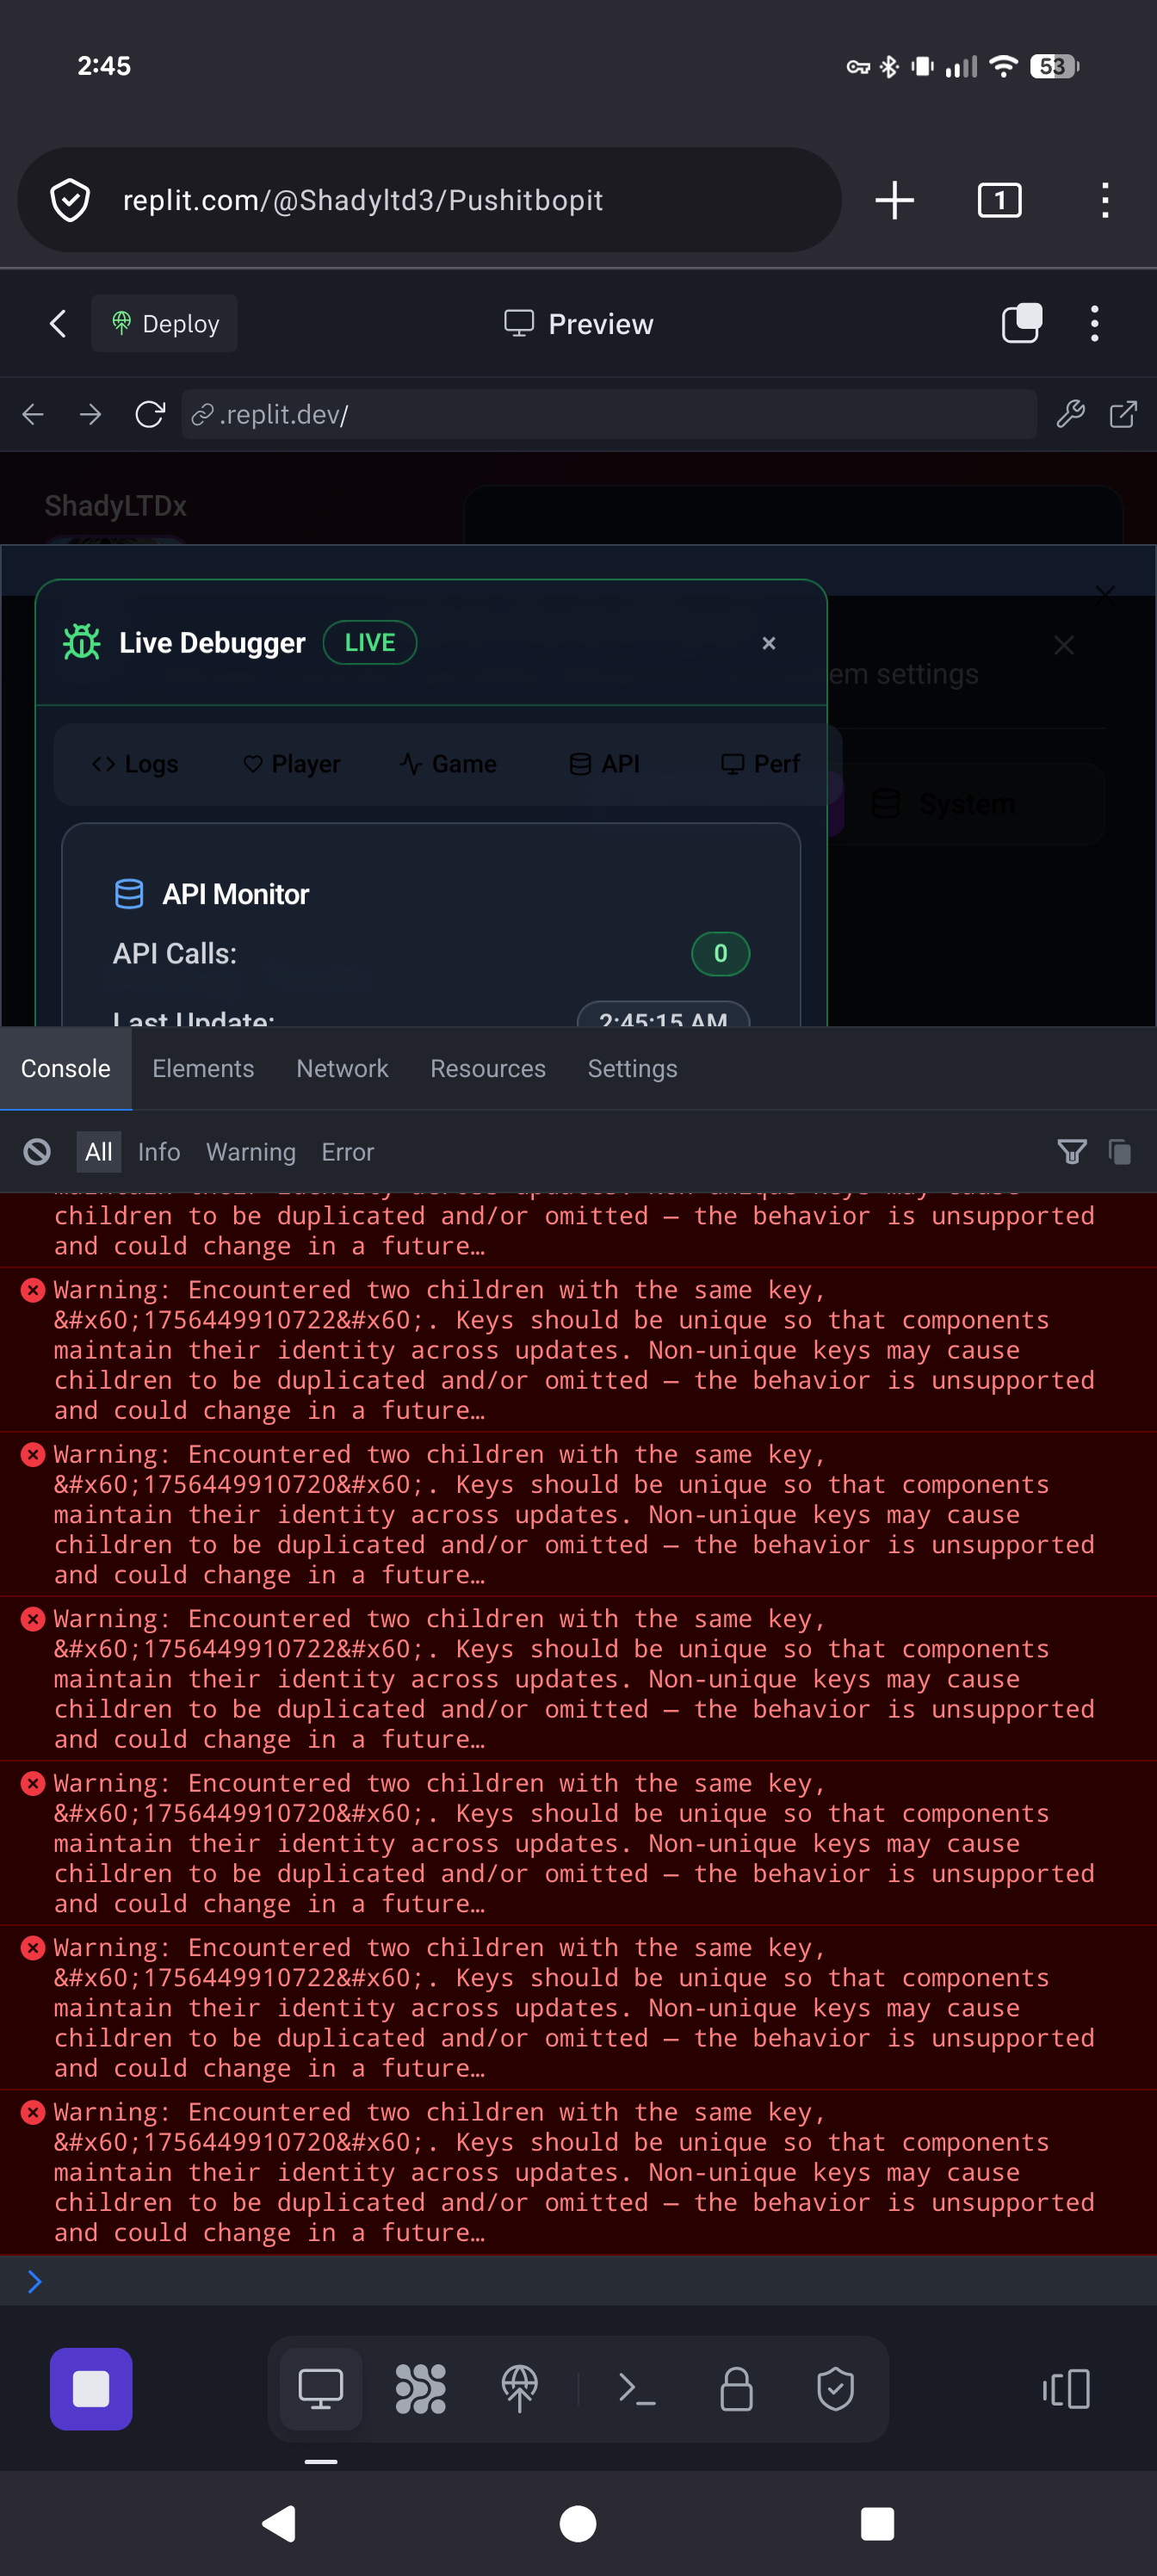 2:45
53
replit.com/@Shadyltd3/Pushitbopit
1
Deploy
Preview
.replit.dev/
ShadyLTDx
Live Debugger
LIVE
×
em settings
Logs
Player
Game
API
Perf
System
API Monitor
API Calls:
0
Last Update:
2:45:15 AM
Console
Elements
Network
Resources
Settings
All
Info
Warning
Error
maintain their identity across updates. Non-unique keys may cause
children to be duplicated and/or omitted — the behavior is unsupported
and could change in a future…
Warning: Encountered two children with the same key,
&#x60;1756449910722&#x60;. Keys should be unique so that components
maintain their identity across updates. Non-unique keys may cause
children to be duplicated and/or omitted — the behavior is unsupported
and could change in a future…
Warning: Encountered two children with the same key,
&#x60;1756449910720&#x60;. Keys should be unique so that components
maintain their identity across updates. Non-unique keys may cause
children to be duplicated and/or omitted — the behavior is unsupported
and could change in a future…
Warning: Encountered two children with the same key,
&#x60;1756449910722&#x60;. Keys should be unique so that components
maintain their identity across updates. Non-unique keys may cause
children to be duplicated and/or omitted — the behavior is unsupported
and could change in a future…
Warning: Encountered two children with the same key,
&#x60;1756449910720&#x60;. Keys should be unique so that components
maintain their identity across updates. Non-unique keys may cause
children to be duplicated and/or omitted — the behavior is unsupported
and could change in a future…
Warning: Encountered two children with the same key,
&#x60;1756449910722&#x60;. Keys should be unique so that components
maintain their identity across updates. Non-unique keys may cause
children to be duplicated and/or omitted — the behavior is unsupported
and could change in a future…
Warning: Encountered two children with the same key,
&#x60;1756449910720&#x60;. Keys should be unique so that components
maintain their identity across updates. Non-unique keys may cause
children to be duplicated and/or omitted — the behavior is unsupported
and could change in a future…